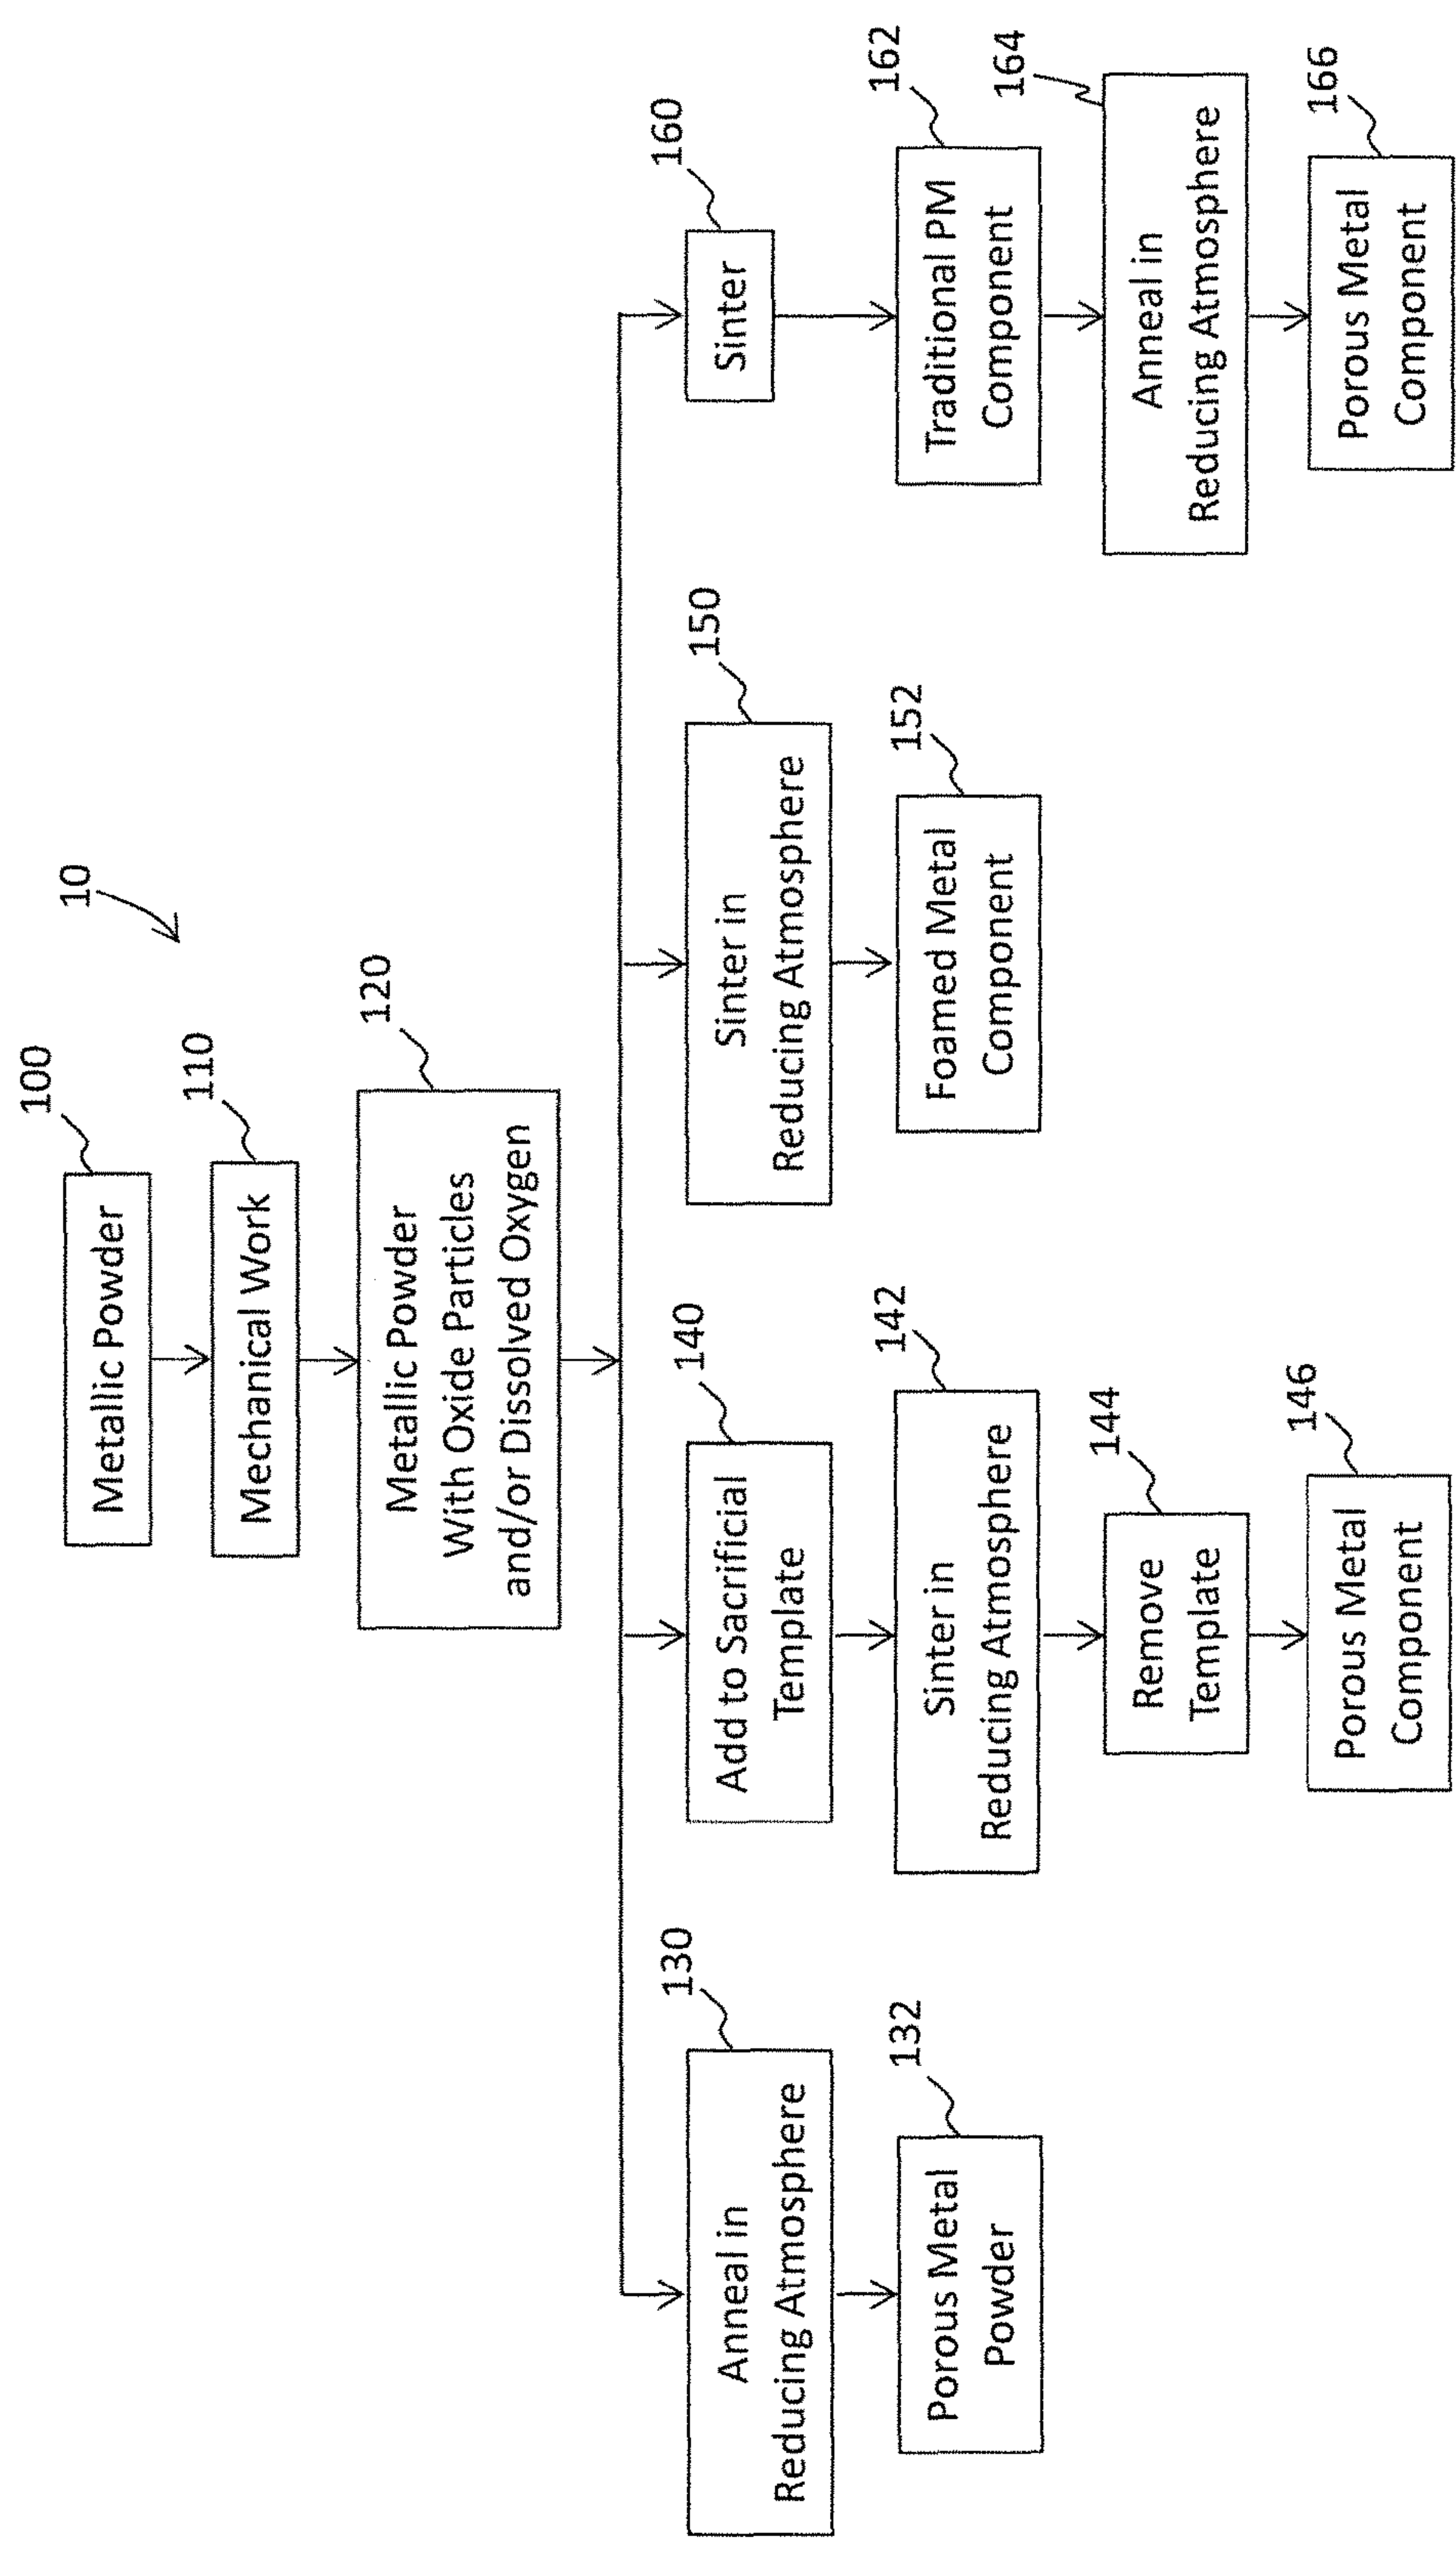 10
100
Metallic Powder
110
Mechanical Work
120
Metallic Powder
With Oxide Particles
and/or Dissolved Oxygen
130
Anneal in
Reducing Atmosphere
132
Porous Metal
Powder
140
Add to Sacrificial
Template
142
Sinter in
Reducing Atmosphere
144
Remove
Template
146
Porous Metal
Component
150
Sinter in
Reducing Atmosphere
152
Foamed Metal
Component
160
Sinter
162
Traditional PM
Component
164
Anneal in
Reducing Atmosphere
166
Porous Metal
Component